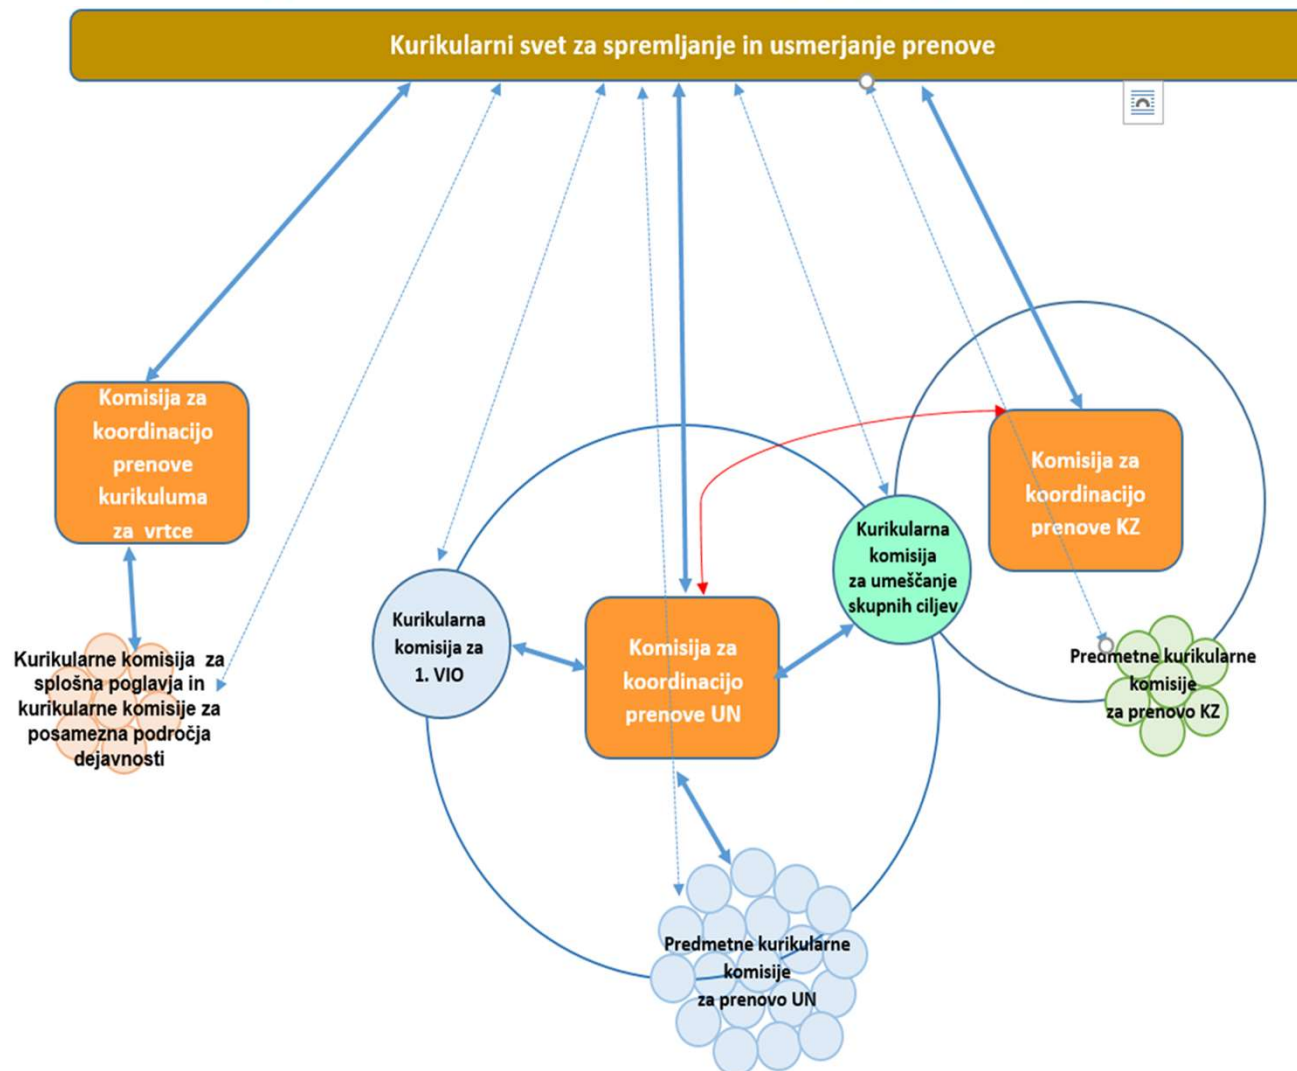 Kurikularni svet za spremljanje in usmerjanje prenove
Komisija za
koordinacijo
prenove
kurikuluma
za vrtce
Komisija za
koordinacijo
prenove KZ
Kurikularna
komisija
za umeščanje
skupnih ciljev
Kurikularna
komisija za
1. VIO
Komisija za
koordinacijo
prenove UN
Kurikularne komisija za
splošna poglavja in
kurikularne komisije za
posamezna področja
dejavnosti
Predmetne kurikularne
komisije
za prenovo KZ
Predmetne kurikularne
komisije
za prenovo UN